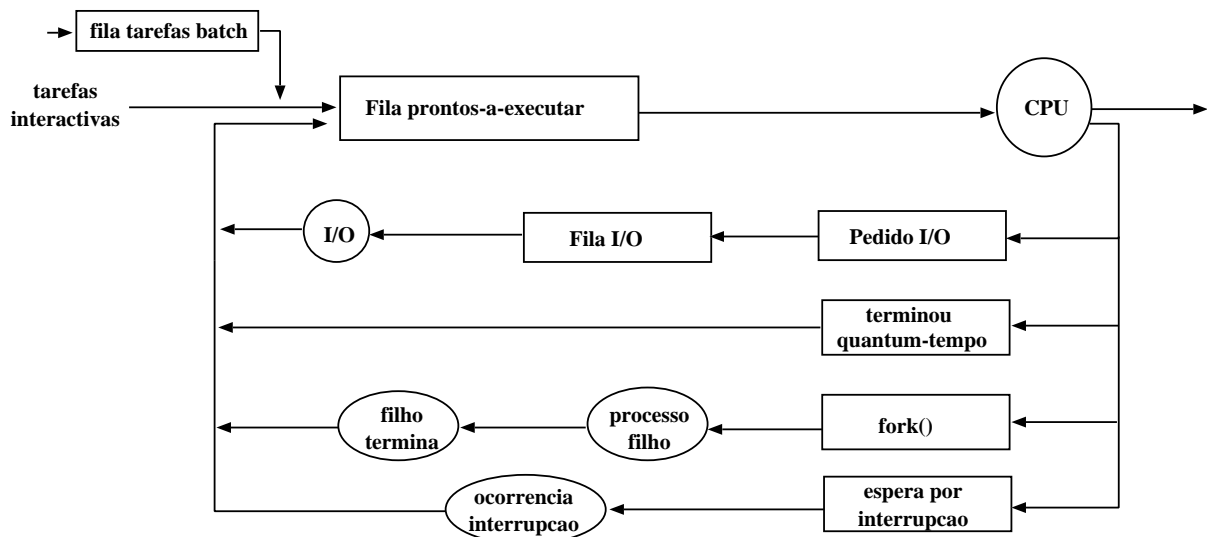 fila tarefas batch
tarefas
interactivas
Fila prontos-a-executar
CPU
I/O
Fila I/O
Pedido I/O
terminou
quantum-tempo
filho
termina
processo
filho
fork()
ocorrencia
interrupcao
espera por
interrupcao